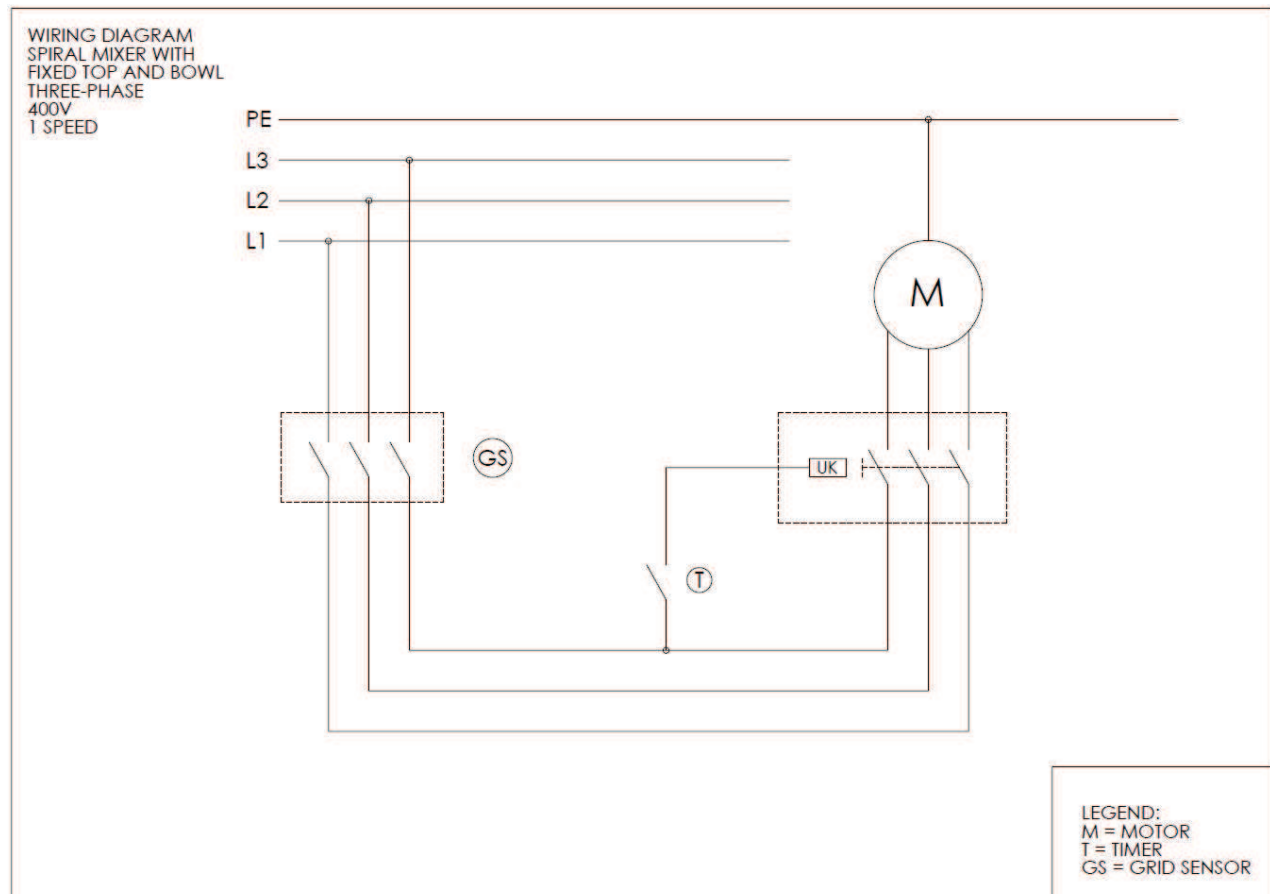 WIRING DIAGRAM
SPIRAL MIXER WITH
FIXED TOP AND BOWL
THREE-PHASE
400V
1 SPEED
PE
L3
L2
L1
M
GS
UK
T
LEGEND:
M = MOTOR
T = TIMER
GS = GRID SENSOR